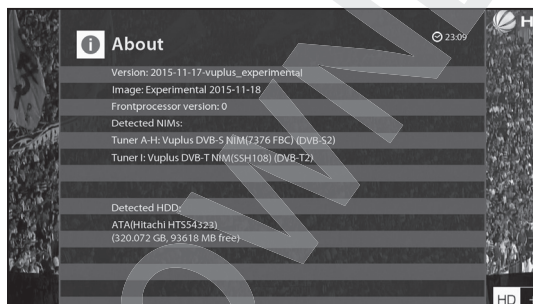 About
23:09
Version: 2015-11-17-vuplus_experimental
Image: Experimental 2015-11-18
Frontprocessor version: 0
Detected NIMs:
Tuner A-H: Vuplus DVB-S NIM(7376 FBC) (DVB-S2)
Tuner I: Vuplus DVB-T NIM(SSH108) (DVB-T2)
Detected HDD:
ATA(Hitachi HTS54323)
(320.072 GB, 93618 MB free)
HD